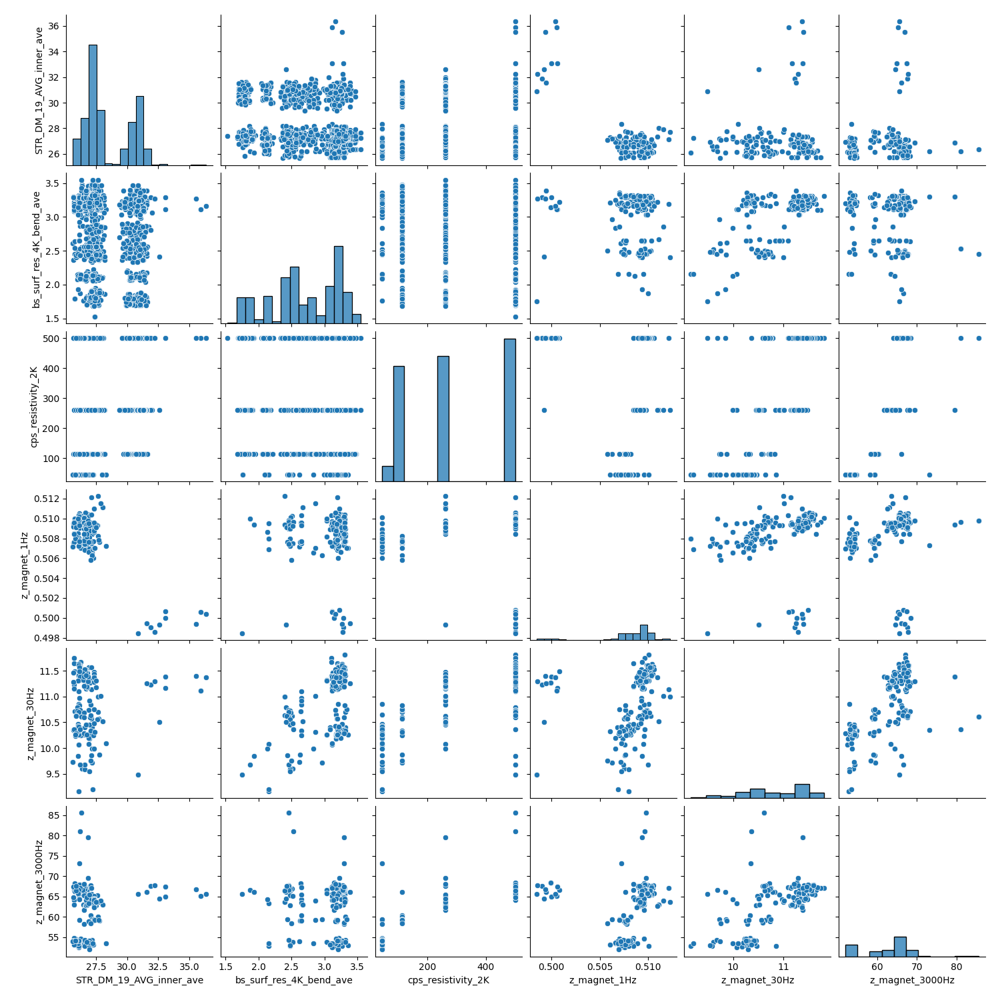 STR_DM_19_AVG_inner_ave
36
34
32
30
28
26
bs_surf_res_4K_bend_ave
3.5
3.0
2.5
2.0
1.5
cps_resistivity_2K
500
400
300
200
100
z_magnet_1Hz
0.512
0.510
0.508
0.506
0.504
0.502
0.500
0.498
z_magnet_30Hz
11.5
11.0
10.5
10.0
9.5
z_magnet_3000Hz
85
80
75
70
65
60
55
27.5 30.0 32.5 35.0
1.5 2.0 2.5 3.0 3.5
200 400
0.500 0.505 0.510
10 11
60 70 80
STR_DM_19_AVG_inner_ave
bs_surf_res_4K_bend_ave
cps_resistivity_2K
z_magnet_1Hz
z_magnet_30Hz
z_magnet_3000Hz